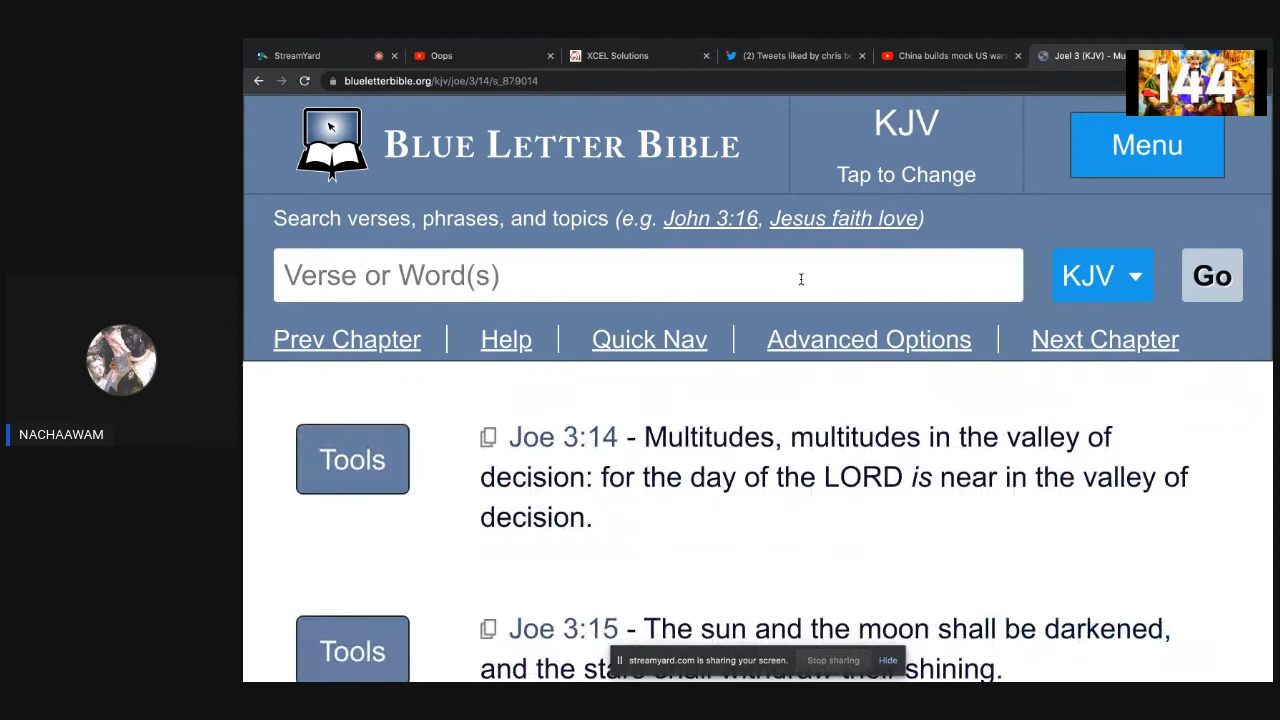 StreamYard
Oops
XCEL Solutions
(2) Tweets liked by chris b
China builds mock US wars
Joel 3 (KJV) - Mu
144
blueletterbible.org/kjv/joe/3/14/s_879014
BLUE LETTER BIBLE
KJV
Tap to Change
Menu
Search verses, phrases, and topics (e.g. John 3:16, Jesus faith love)
Verse or Word(s)
KJV
Go
Prev Chapter
Help
Quick Nav
Advanced Options
Next Chapter
NACHAAWAM
Tools
Joe 3:14 - Multitudes, multitudes in the valley of
decision: for the day of the LORD is near in the valley of
decision.
Tools
Joe 3:15 - The sun and the moon shall be darkened,
and the shining.
streamyard.com is sharing your screen.
Stop sharing
Hide